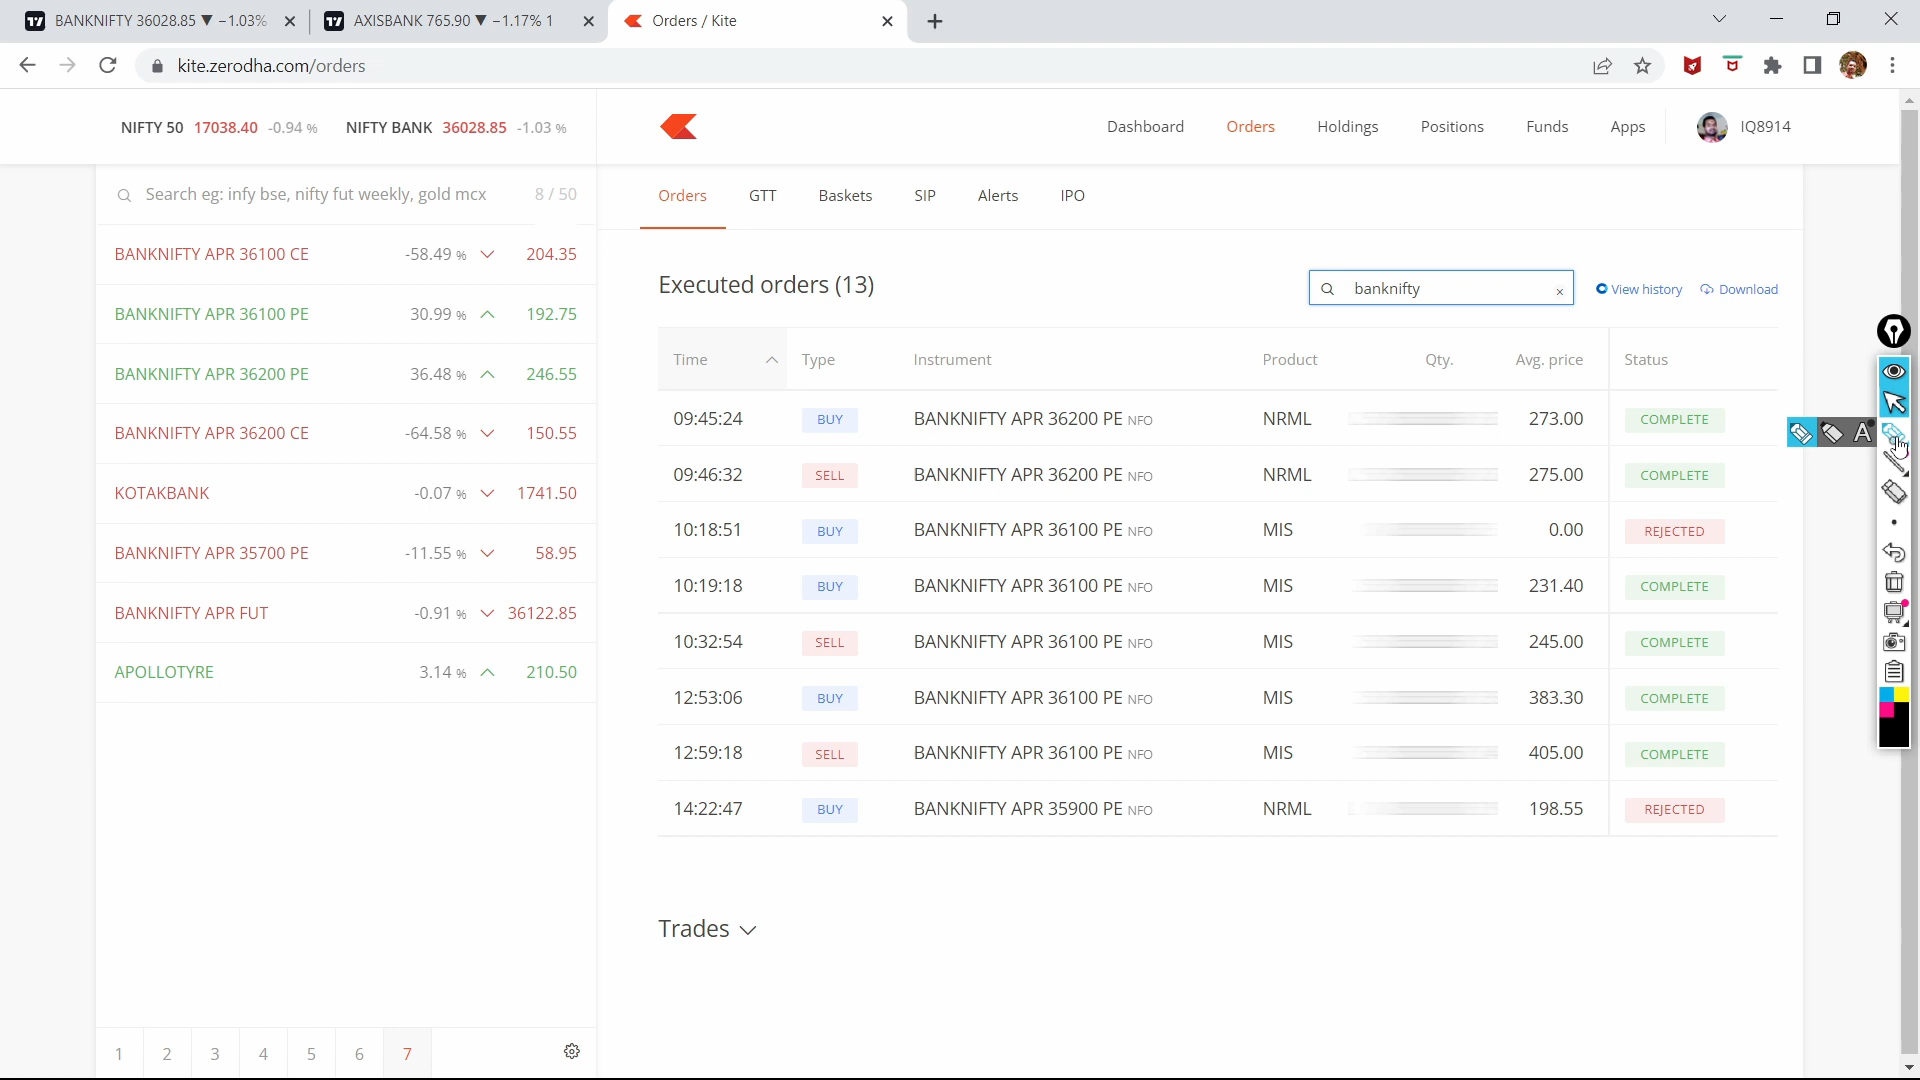 BANKNIFTY 36028.85 ▼ −1.03%
AXISBANK 765.90 ▼ −1.17% 1
Orders / Kite
kite.zerodha.com/orders
NIFTY 50 17038.40 -0.94 % NIFTY BANK 36028.85 -1.03 %
Dashboard Orders Holdings Positions Funds Apps IQ8914
Search eg: infy bse, nifty fut weekly, gold mcx 8 / 50
Orders GTT Baskets SIP Alerts IPO
BANKNIFTY APR 36100 CE -58.49 % 204.35
BANKNIFTY APR 36100 PE 30.99 % 192.75
BANKNIFTY APR 36200 PE 36.48 % 246.55
BANKNIFTY APR 36200 CE -64.58 % 150.55
KOTAKBANK -0.07 % 1741.50
BANKNIFTY APR 35700 PE -11.55 % 58.95
BANKNIFTY APR FUT -0.91 % 36122.85
APOLLOTYRE 3.14 % 210.50
1 2 3 4 5 6 7
Executed orders (13) banknifty View history Download
Time Type Instrument Product Qty. Avg. price Status
09:45:24 BUY BANKNIFTY APR 36200 PE NFO NRML 273.00 COMPLETE
09:46:32 SELL BANKNIFTY APR 36200 PE NFO NRML 275.00 COMPLETE
10:18:51 BUY BANKNIFTY APR 36100 PE NFO MIS 0.00 REJECTED
10:19:18 BUY BANKNIFTY APR 36100 PE NFO MIS 231.40 COMPLETE
10:32:54 SELL BANKNIFTY APR 36100 PE NFO MIS 245.00 COMPLETE
12:53:06 BUY BANKNIFTY APR 36100 PE NFO MIS 383.30 COMPLETE
12:59:18 SELL BANKNIFTY APR 36100 PE NFO MIS 405.00 COMPLETE
14:22:47 BUY BANKNIFTY APR 35900 PE NFO NRML 198.55 REJECTED
Trades
A